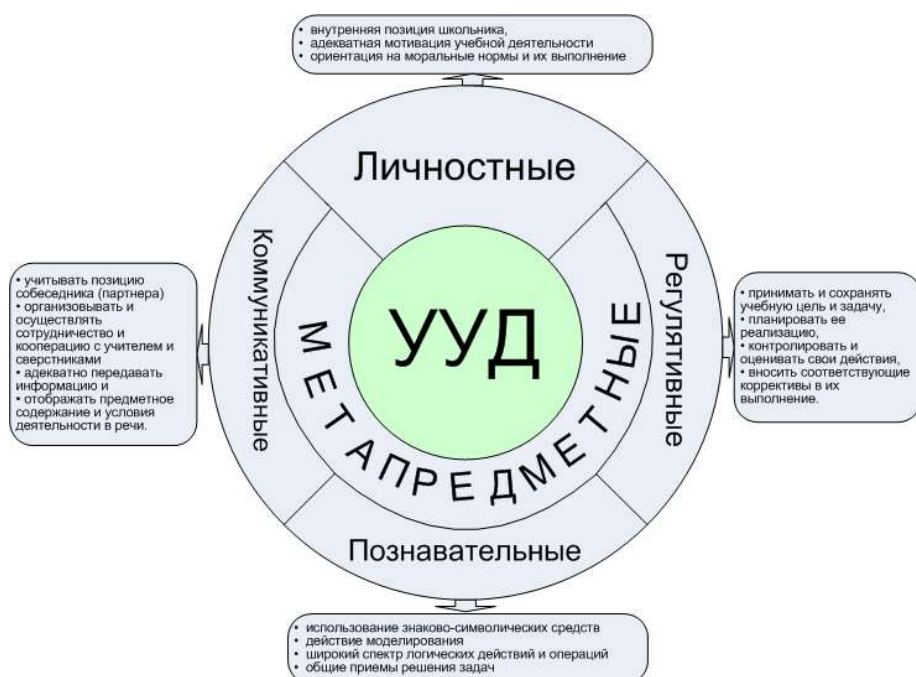 • внутренняя позиция школьника,
• адекватная мотивация учебной деятельности
• ориентация на моральные нормы и их выполнение
Личностные
Коммуникативные
Регулятивные
УУД
МЕТАПРЕДМЕТНЫЕ
Познавательные
• учитывать позицию
собеседника (партнера)
• организовывать и
осуществлять
сотрудничество и
кооперацию с учителем и
сверстниками
• адекватно передавать
информацию и
• отображать предметное
содержание и условия
деятельности в речи.
• принимать и сохранять
учебную цель и задачу,
• планировать ее
реализацию,
• контролировать и
оценивать свои действия,
• вносить соответствующие
коррективы в их
выполнение.
• использование знаково-символических средств
• действие моделирования
• широкий спектр логических действий и операций
• общие приемы решения задач